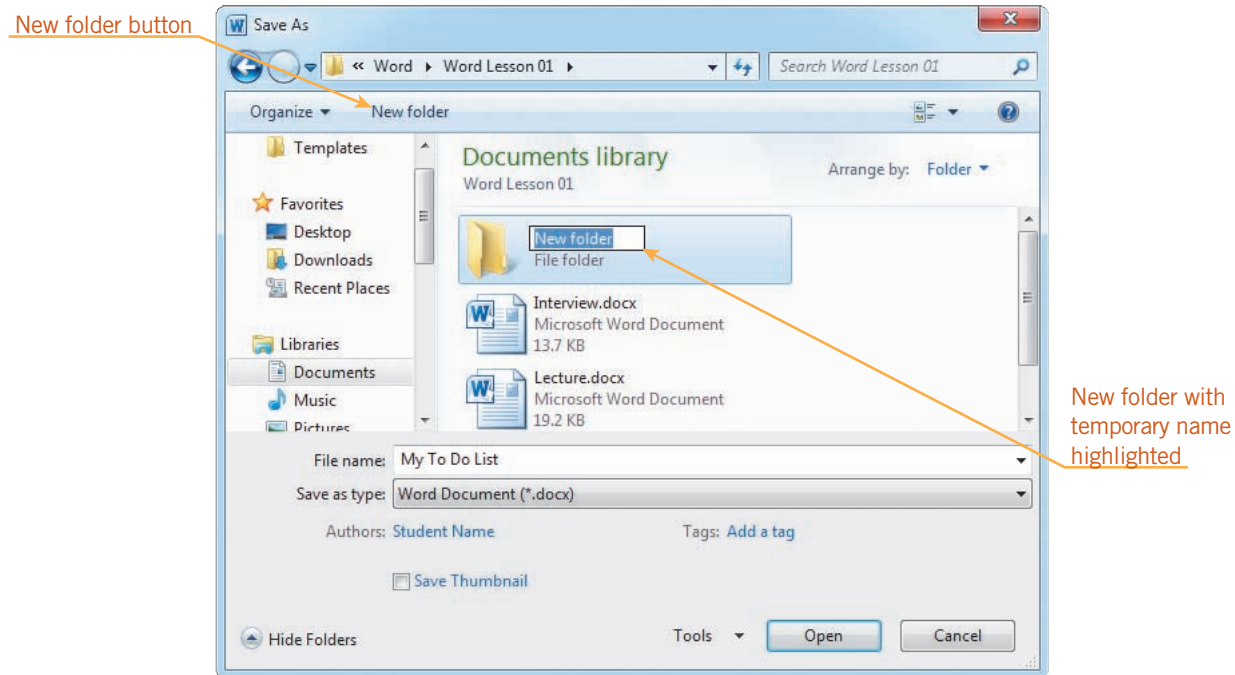 New folder button
Save As
« Word ▸ Word Lesson 01 ▸
Search Word Lesson 01
Organize
New folder
Templates
Favorites
Desktop
Downloads
Recent Places
Libraries
Documents
Music
Pictures
Documents library
Word Lesson 01
Arrange by: Folder
New folder
File folder
Interview.docx
Microsoft Word Document
13.7 KB
Lecture.docx
Microsoft Word Document
19.2 KB
New folder with
temporary name
highlighted
File name: My To Do List
Save as type: Word Document (*.docx)
Authors: Student Name
Tags: Add a tag
Save Thumbnail
Hide Folders
Tools
Open
Cancel